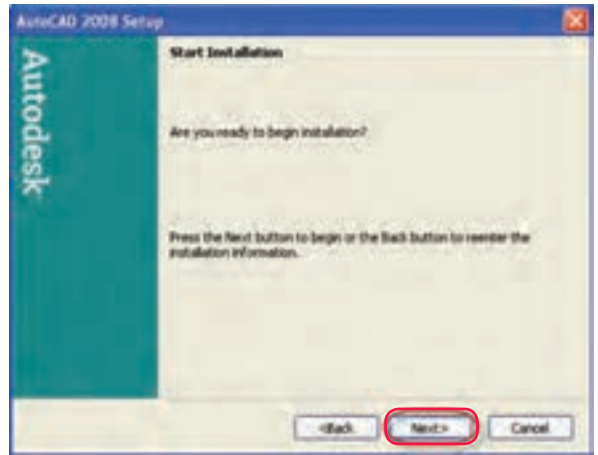 AutoCAD 2008 Setup
Autodesk
Start Installation
Are you ready to begin installation?
Press the Next button to begin or the Back button to reenter the
installation information.
<Back
Next>
Cancel